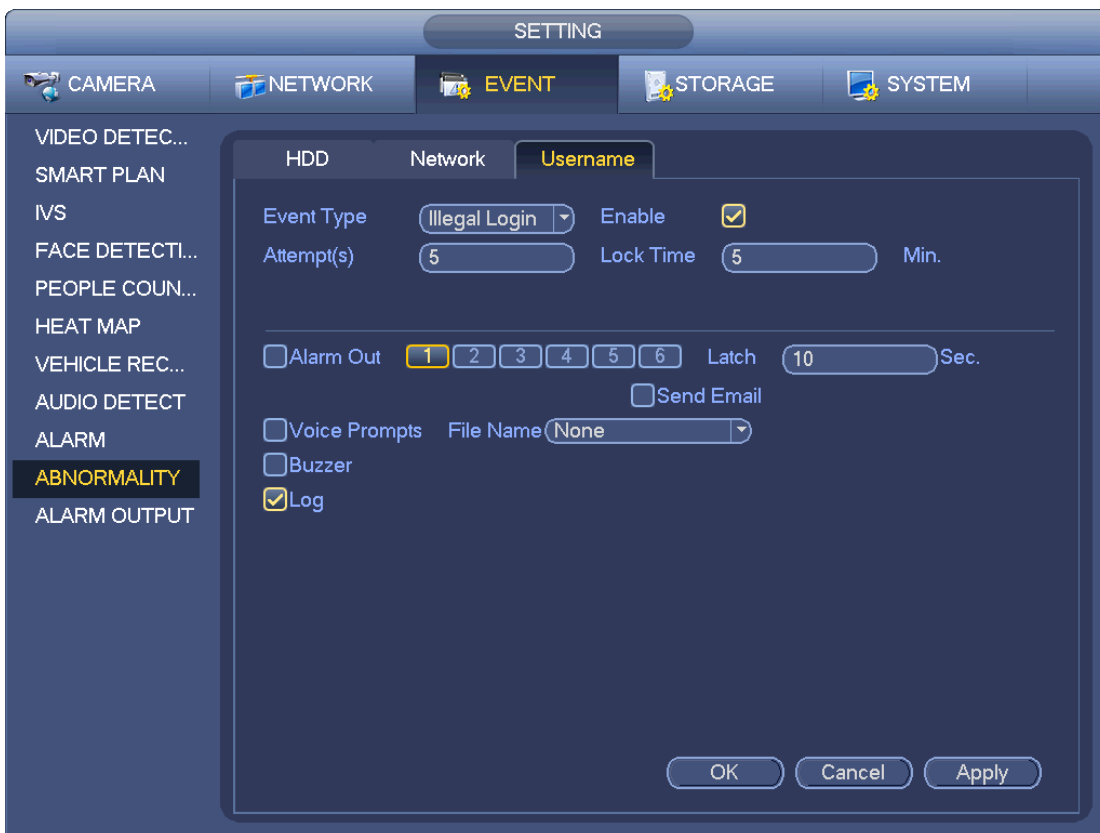 SETTING
CAMERA NETWORK EVENT STORAGE SYSTEM
VIDEO DETEC...
SMART PLAN
IVS
FACE DETECTI...
PEOPLE COUN...
HEAT MAP
VEHICLE REC...
AUDIO DETECT
ALARM
ABNORMALITY
ALARM OUTPUT
HDD Network Username
Event Type Illegal Login Enable
Attempt(s) 5 Lock Time 5 Min.
Alarm Out 1 2 3 4 5 6 Latch 10 Sec.
Send Email
Voice Prompts File Name None
Buzzer
Log
OK Cancel Apply